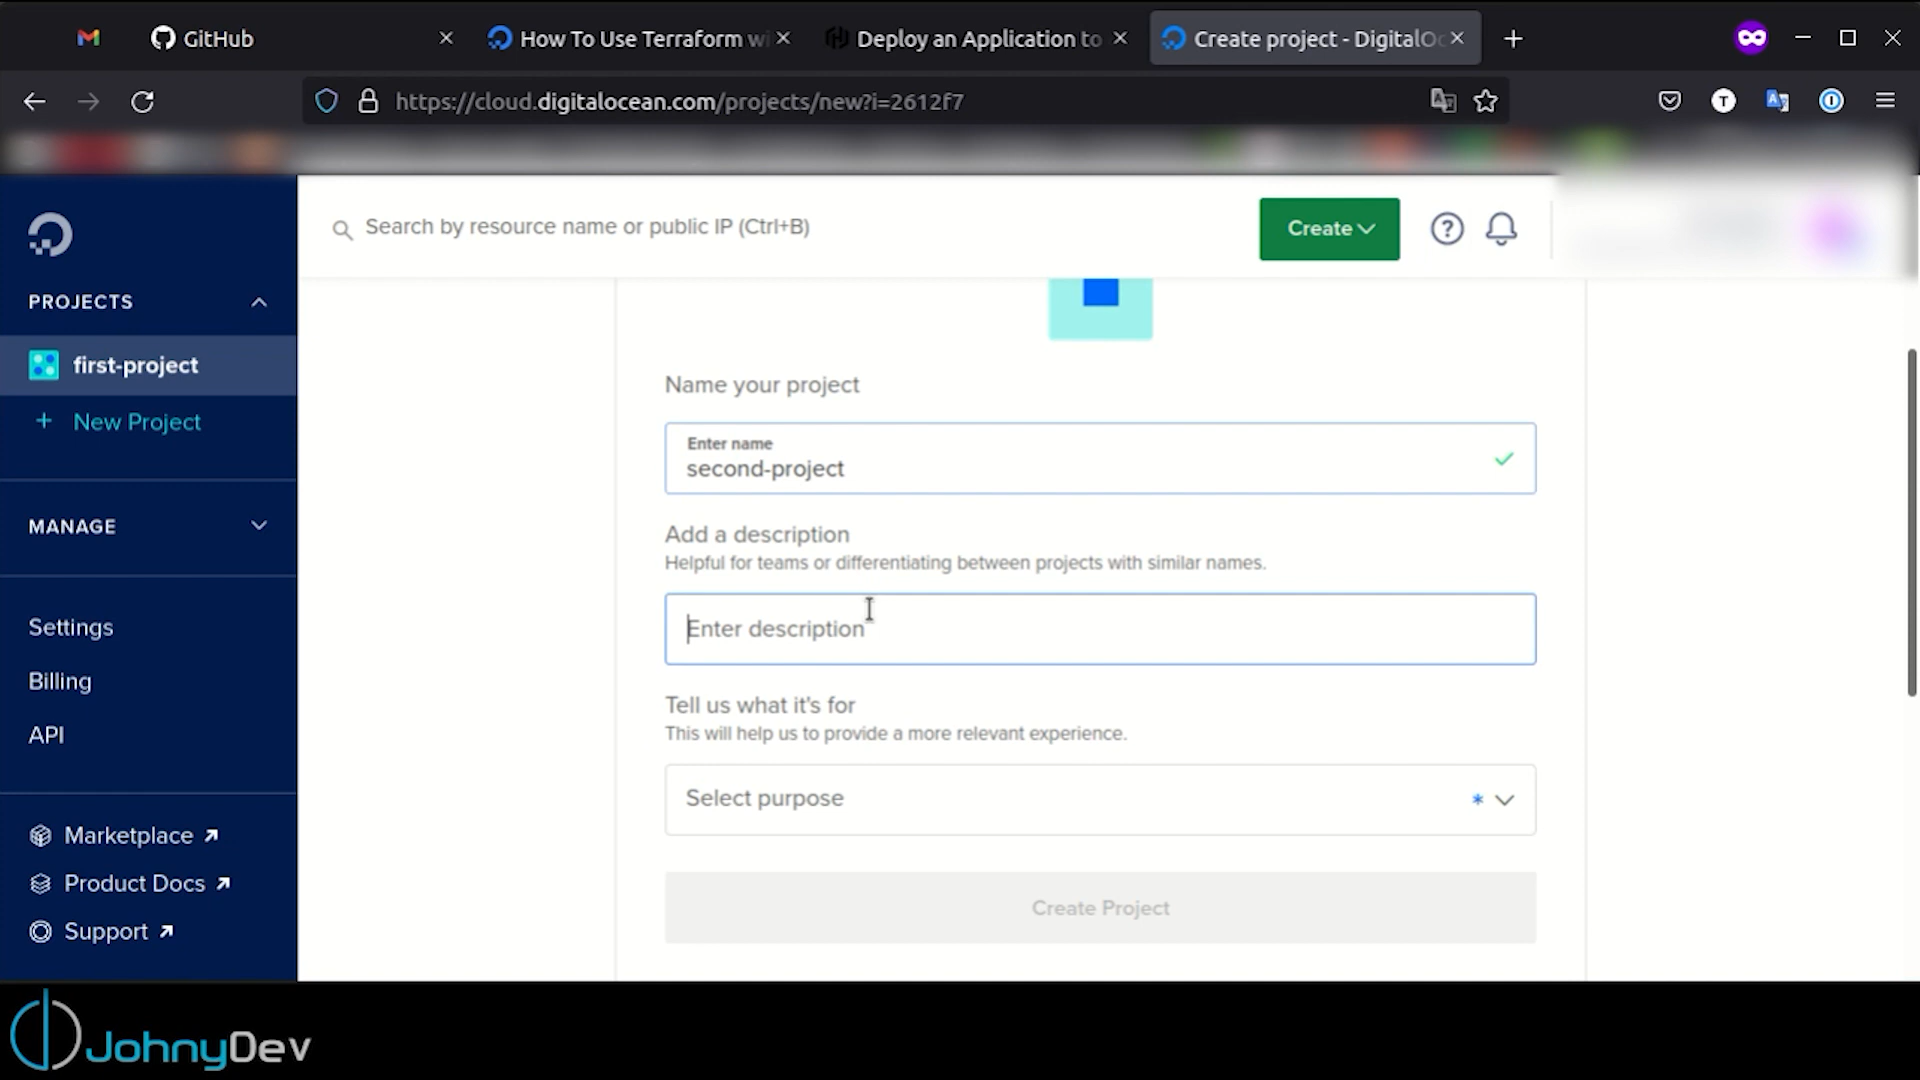 GitHub
How To Use Terraform wi
Deploy an Application to
Create project - DigitalOc
https://cloud.digitalocean.com/projects/new?i=2612f7
T
Search by resource name or public IP (Ctrl+B)
Create
?
PROJECTS
first-project
+ New Project
MANAGE
Settings
Billing
API
Marketplace
Product Docs
Support
Name your project
Enter name
second-project
Add a description
Helpful for teams or differentiating between projects with similar names.
Enter description
Tell us what it's for
This will help us to provide a more relevant experience.
Select purpose *
Create Project
JohnyDev